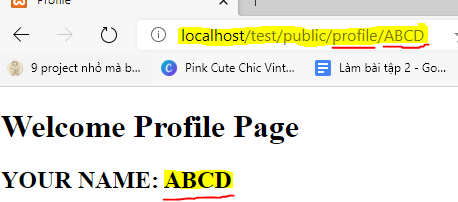 Profile
localhost/test/public/profile/ABCD
9 project nhỏ mà b... Pink Cute Chic Vint... Làm bài tập 2 - Go...
Welcome Profile Page
YOUR NAME: ABCD